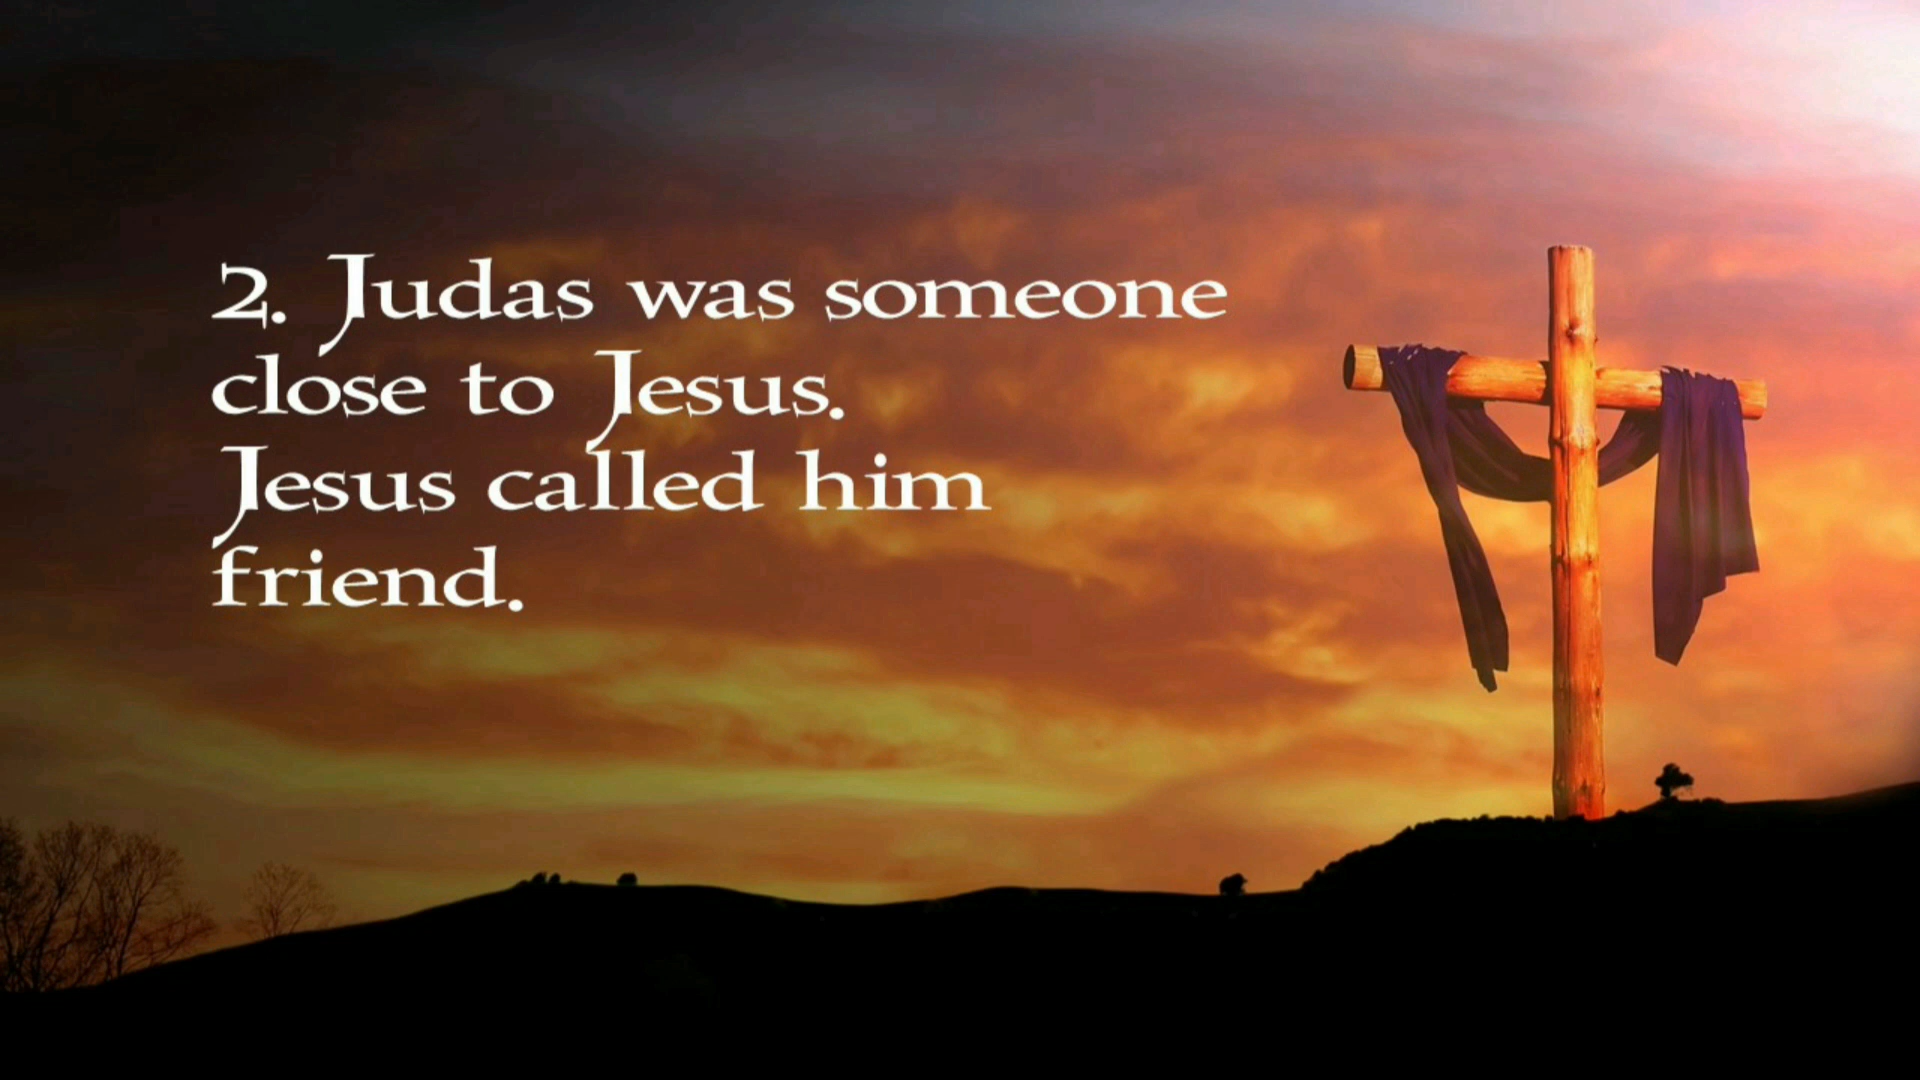 2. Judas was someone
close to Jesus.
Jesus called him
friend.